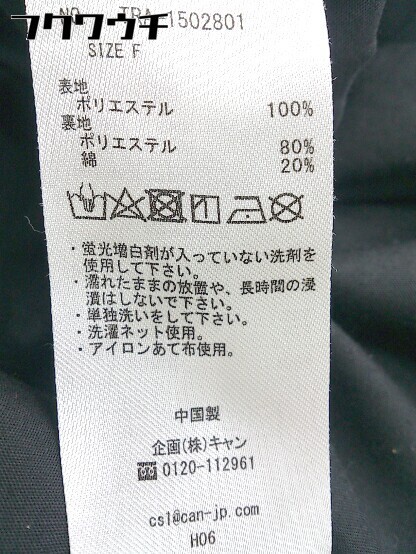 フクウウチ
NO. TRA-1502801
SIZE F
表地
ポリエステル 100%
裏地
ポリエステル 80%
綿 20%
・蛍光増白剤が入っていない洗剤を
使用して下さい。
・濡れたままの放置や、長時間の浸
漬はしないで下さい。
・単独洗いをして下さい。
・洗濯ネット使用。
・アイロンあて布使用。
中国製
企画(株)キャン
0120-112961
csl@can-jp.com
H06